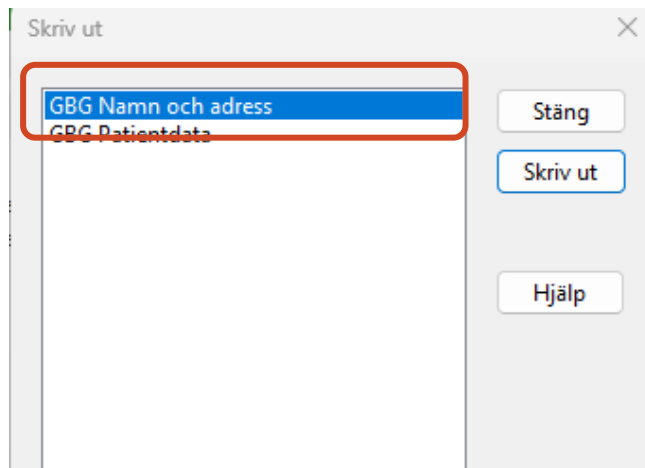 Skriv ut
GBG Namn och adress
GBG Patientdata
Stäng
Skriv ut
Hjälp